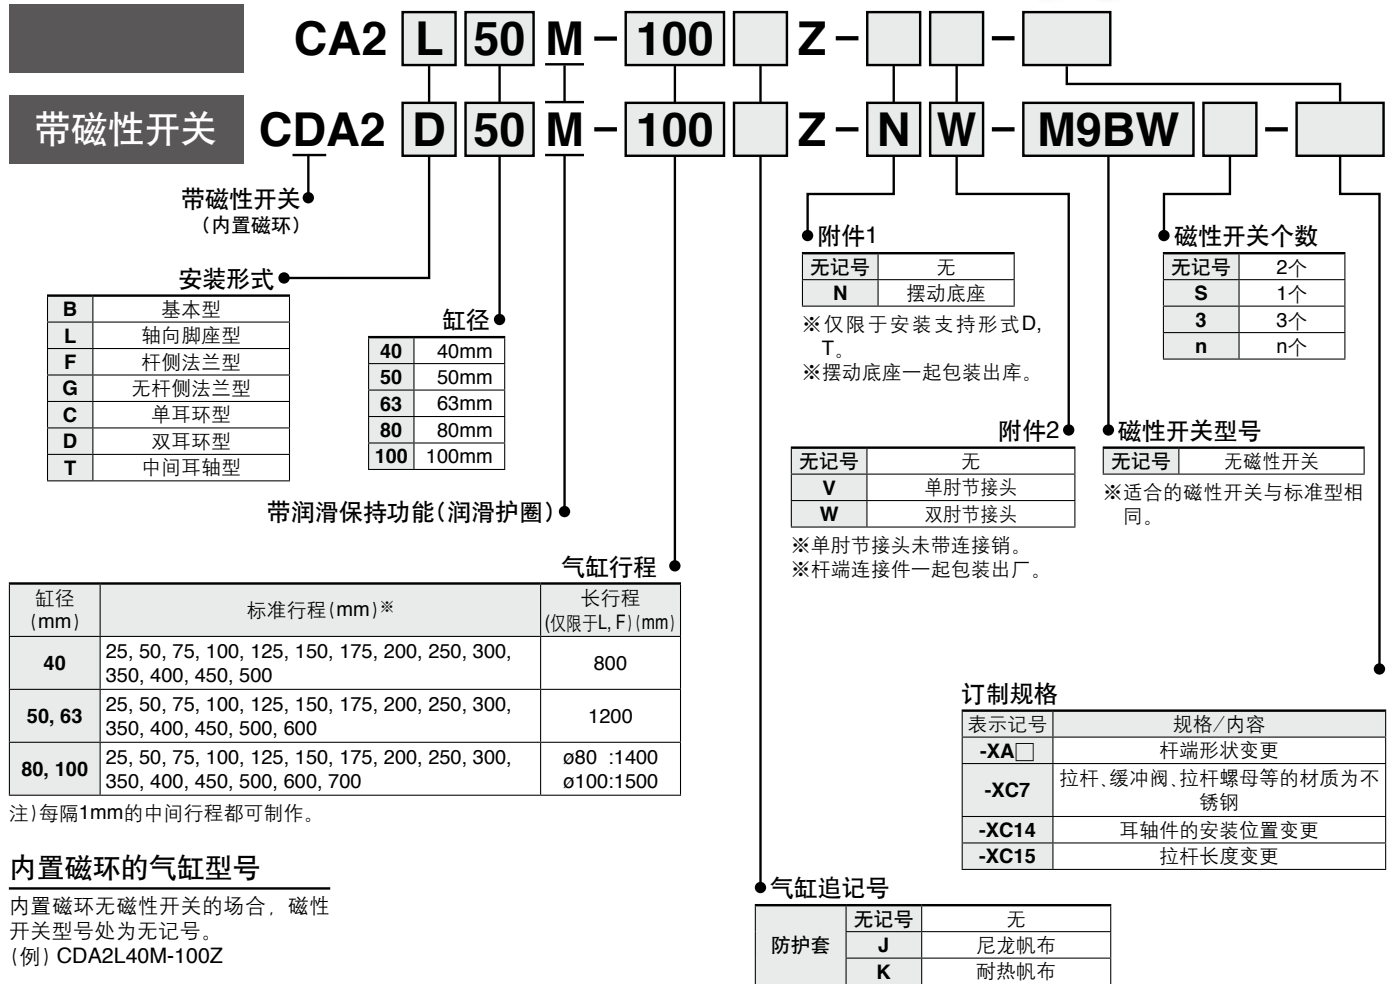 CA2 L 50 M-100 □ Z-□ □-□
带磁性开关 CDA2 D 50 M-100 □ Z-N W-M9BW □-□
带磁性开关
（内置磁环）
安装形式
B 基本型
L 轴向脚座型
F 杆侧法兰型
G 无杆侧法兰型
C 单耳环型
D 双耳环型
T 中间耳轴型
缸径
40 40mm
50 50mm
63 63mm
80 80mm
100 100mm
带润滑保持功能(润滑护圈)
附件1
无记号 无
N 摆动底座
※仅限于安装支持形式D,
T。
※摆动底座一起包装出库。
磁性开关个数
无记号 2个
S 1个
3 3个
n n个
附件2
无记号 无
V 单肘节接头
W 双肘节接头
※单肘节接头未带连接销。
※杆端连接件一起包装出厂。
磁性开关型号
无记号 无磁性开关
※适合的磁性开关与标准型相
同。
气缸行程
缸径
(mm)
标准行程(mm)※
长行程
(仅限于L, F)(mm)
40
25, 50, 75, 100, 125, 150, 175, 200, 250, 300,
350, 400, 450, 500
800
50, 63
25, 50, 75, 100, 125, 150, 175, 200, 250, 300,
350, 400, 450, 500, 600
1200
80, 100
25, 50, 75, 100, 125, 150, 175, 200, 250, 300,
350, 400, 450, 500, 600, 700
ø80 :1400
ø100:1500
注)每隔1mm的中间行程都可制作。
订制规格
表示记号 规格/内容
-XA□ 杆端形状变更
-XC7
拉杆、缓冲阀、拉杆螺母等的材质为不
锈钢
-XC14 耳轴件的安装位置变更
-XC15 拉杆长度变更
内置磁环的气缸型号
内置磁环无磁性开关的场合, 磁性
开关型号处为无记号。
(例) CDA2L40M-100Z
气缸追记号
防护套
无记号 无
J 尼龙帆布
K 耐热帆布